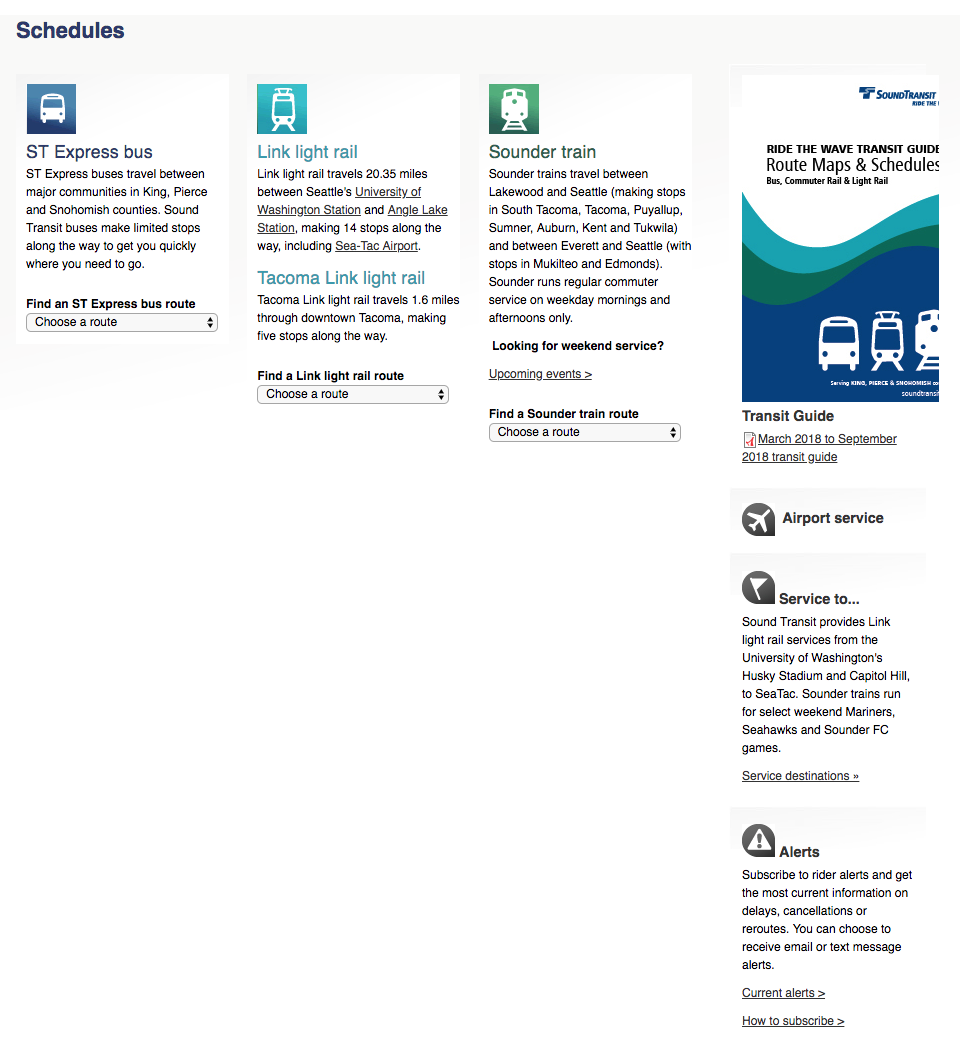 Schedules
ST Express bus
ST Express buses travel between
major communities in King, Pierce
and Snohomish counties. Sound
Transit buses make limited stops
along the way to get you quickly
where you need to go.
Find an ST Express bus route
Choose a route
Link light rail
Link light rail travels 20.35 miles
between Seattle's University of
Washington Station and Angle Lake
Station, making 14 stops along the
way, including Sea-Tac Airport.
Tacoma Link light rail
Tacoma Link light rail travels 1.6 miles
through downtown Tacoma, making
five stops along the way.
Find a Link light rail route
Choose a route
Sounder train
Sounder trains travel between
Lakewood and Seattle (making stops
in South Tacoma, Tacoma, Puyallup,
Sumner, Auburn, Kent and Tukwila)
and between Everett and Seattle (with
stops in Mukilteo and Edmonds).
Sounder runs regular commuter
service on weekday mornings and
afternoons only.
Looking for weekend service?
Upcoming events >
Find a Sounder train route
Choose a route
SOUNDTRANSIT
RIDE THE
RIDE THE WAVE TRANSIT GUIDE
Route Maps & Schedules
Bus, Commuter Rail & Light Rail
Serving KING, PIERCE & SNOHOMISH co
soundtransit
Transit Guide
March 2018 to September
2018 transit guide
Airport service
Service to...
Sound Transit provides Link
light rail services from the
University of Washington's
Husky Stadium and Capitol Hill,
to SeaTac. Sounder trains run
for select weekend Mariners,
Seahawks and Sounder FC
games.
Service destinations »
Alerts
Subscribe to rider alerts and get
the most current information on
delays, cancellations or
reroutes. You can choose to
receive email or text message
alerts.
Current alerts >
How to subscribe >